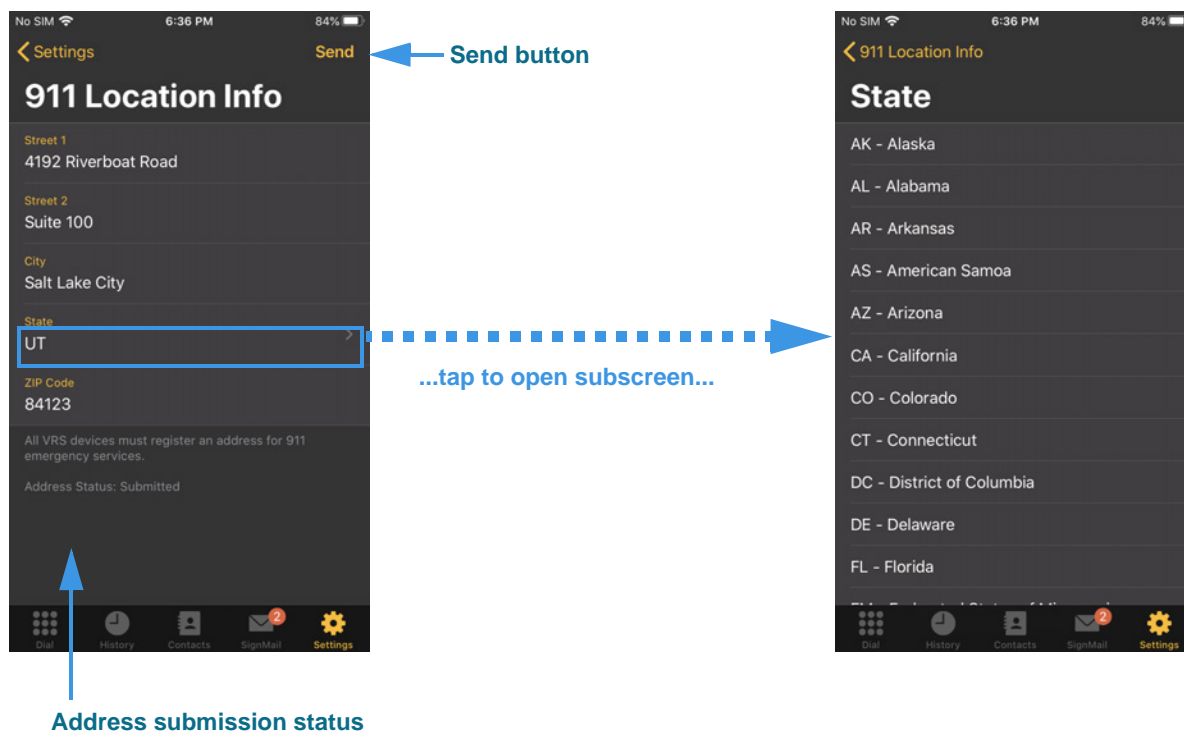 No SIM 6:36 PM 84%
Settings Send
911 Location Info
Street 1
4192 Riverboat Road
Street 2
Suite 100
City
Salt Lake City
State
UT
ZIP Code
84123
All VRS devices must register an address for 911
emergency services.
Address Status: Submitted
2
Dial History Contacts SignMail Settings
Send button
...tap to open subscreen...
Address submission status
No SIM 6:36 PM 84%
911 Location Info
State
AK - Alaska
AL - Alabama
AR - Arkansas
AS - American Samoa
AZ - Arizona
CA - California
CO - Colorado
CT - Connecticut
DC - District of Columbia
DE - Delaware
FL - Florida
2
Dial History Contacts SignMail Settings